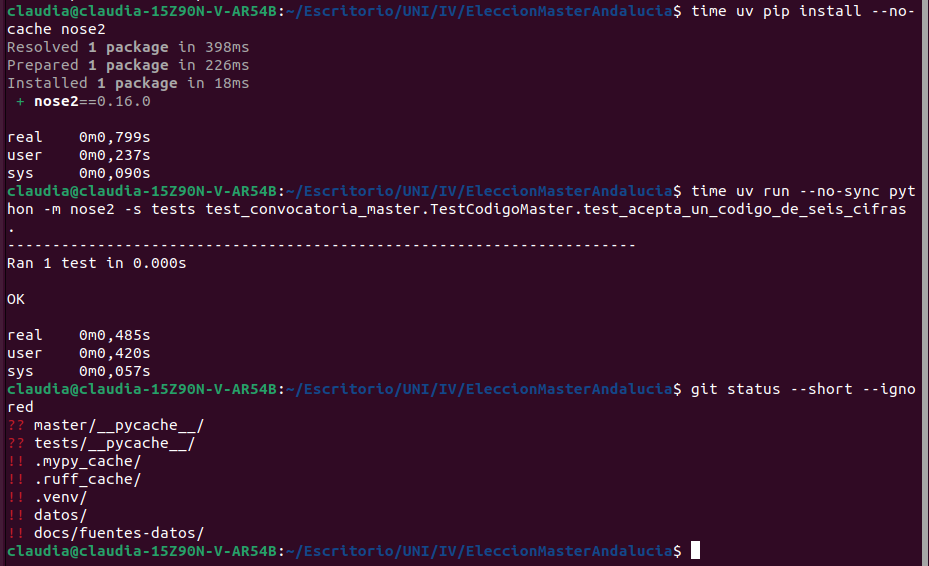 claudia@claudia-15Z90N-V-AR54B:~/Escritorio/UNI/IV/EleccionMasterAndalucia$ time uv pip install --no-
cache nose2
Resolved 1 package in 398ms
Prepared 1 package in 226ms
Installed 1 package in 18ms
 + nose2==0.16.0

real    0m0,799s
user    0m0,237s
sys     0m0,090s
claudia@claudia-15Z90N-V-AR54B:~/Escritorio/UNI/IV/EleccionMasterAndalucia$ time uv run --no-sync pyt
hon -m nose2 -s tests test_convocatoria_master.TestCodigoMaster.test_acepta_un_codigo_de_seis_cifras
.
----------------------------------------------------------------------
Ran 1 test in 0.000s

OK

real    0m0,485s
user    0m0,420s
sys     0m0,057s
claudia@claudia-15Z90N-V-AR54B:~/Escritorio/UNI/IV/EleccionMasterAndalucia$ git status --short --igno
red
?? master/__pycache__/
?? tests/__pycache__/
!! .mypy_cache/
!! .ruff_cache/
!! .venv/
!! datos/
!! docs/fuentes-datos/
claudia@claudia-15Z90N-V-AR54B:~/Escritorio/UNI/IV/EleccionMasterAndalucia$